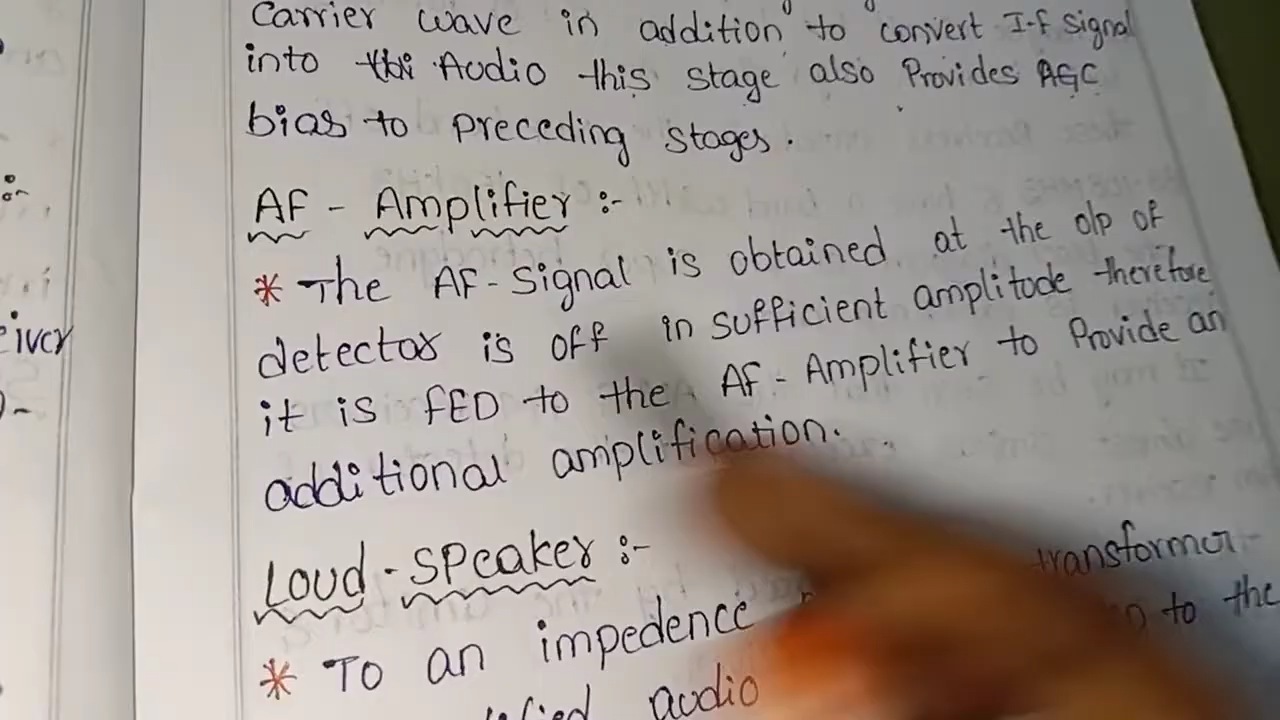 Carrier wave in addition to convert I-f signal
into the Audio this stage also Provides AGC
bias to preceding stages.
AF - Amplifier :-
* The AF-Signal is obtained at the o/p of
detector is off in sufficient amplitode therefore
it is fED to the AF-Amplifier to Provide an
additional amplification.
Loud-speaker :-
* To an impedence transformer
to the
audio
eiver